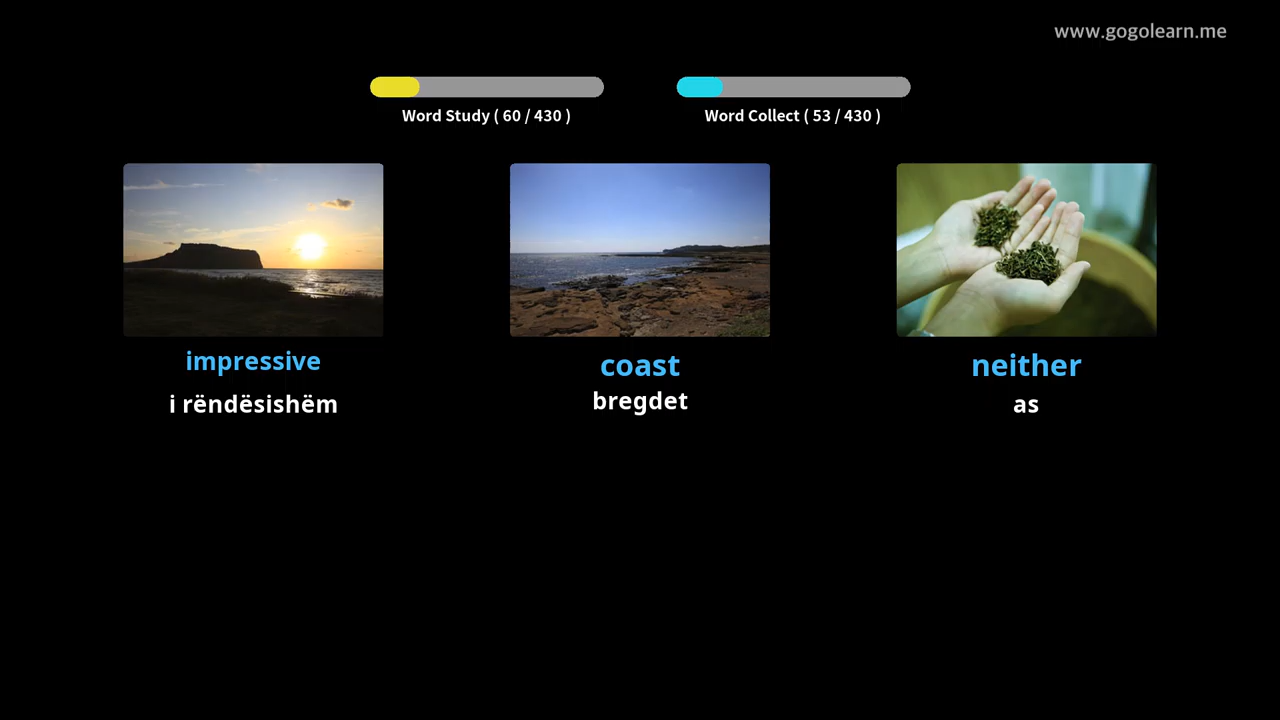 www.gogolearn.me
Word Study ( 60 / 430 )
Word Collect ( 53 / 430 )
impressive
i rëndësishëm
coast
bregdet
neither
as